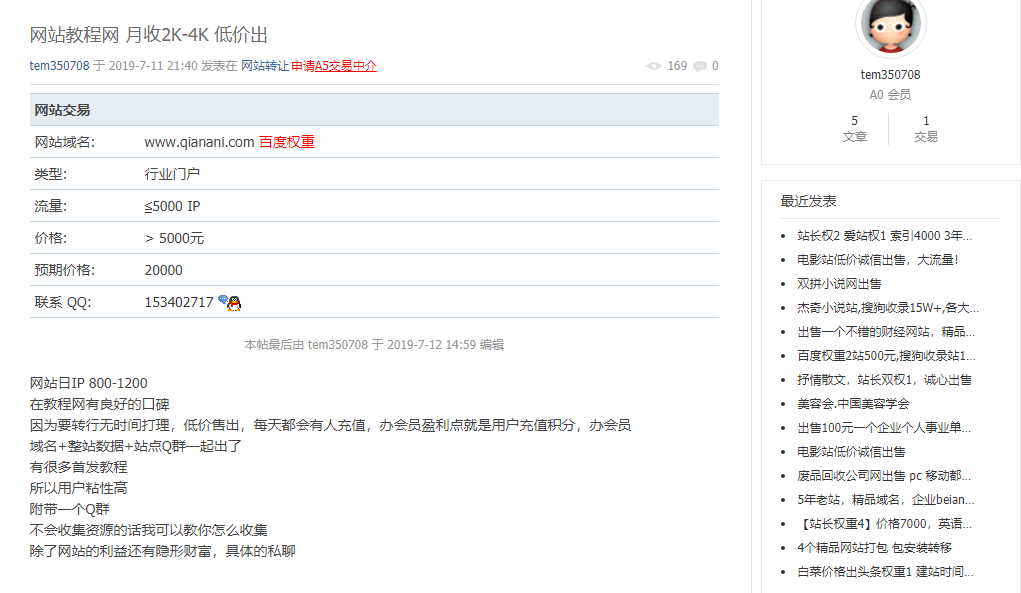 网站教程网 月收2K-4K 低价出
tem350708 于 2019-7-11 21:40 发表在 网站转让 申请A5交易中介
169 0
网站交易
网站域名: www.qianani.com 百度权重
类型: 行业门户
流量: ≦5000 IP
价格: > 5000元
预期价格: 20000
联系 QQ: 153402717
本帖最后由 tem350708 于 2019-7-12 14:59 编辑
网站日IP 800-1200
在教程网有良好的口碑
因为要转行无时间打理，低价售出，每天都会有人充值，办会员盈利点就是用户充值积分，办会员
域名+整站数据+站点Q群一起出了
有很多首发教程
所以用户粘性高
附带一个Q群
不会收集资源的话我可以教你怎么收集
除了网站的利益还有隐形财富，具体的私聊
tem350708
A0 会员
5 1
文章 交易
最近发表
站长权2 爱站权1 索引4000 3年...
电影站低价诚信出售，大流量！
双拼小说网出售
杰奇小说站,搜狗收录15W+,各大...
出售一个不错的财经网站，精品...
百度权重2站500元,搜狗收录站1...
抒情散文，站长双权1，诚心出售
美容会.中国美容学会
出售100元一个企业个人事业单...
电影站低价诚信出售
废品回收公司网出售 pc 移动都...
5年老站，精品域名，企业beian...
【站长权重4】价格7000，英语...
4个精品网站打包 包安装转移
白菜价格出头条权重1 建站时间...